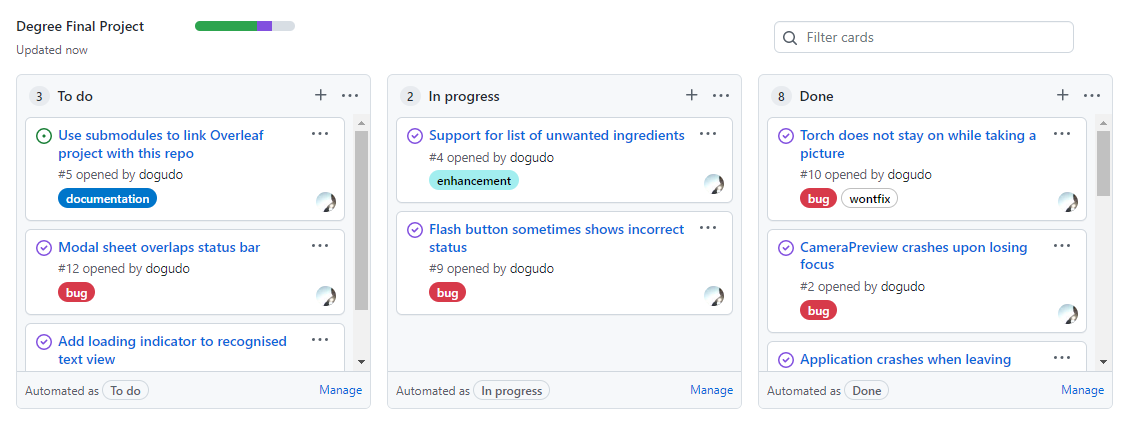 Degree Final Project
Updated now
Filter cards
3 To do
Use submodules to link Overleaf
project with this repo
#5 opened by dogudo
documentation
Modal sheet overlaps status bar
#12 opened by dogudo
bug
Add loading indicator to recognised
text view
Automated as To do Manage
2 In progress
Support for list of unwanted ingredients
#4 opened by dogudo
enhancement
Flash button sometimes shows incorrect
status
#9 opened by dogudo
bug
Automated as In progress Manage
8 Done
Torch does not stay on while taking a
picture
#10 opened by dogudo
bug wontfix
CameraPreview crashes upon losing
focus
#2 opened by dogudo
bug
Application crashes when leaving
Automated as Done Manage